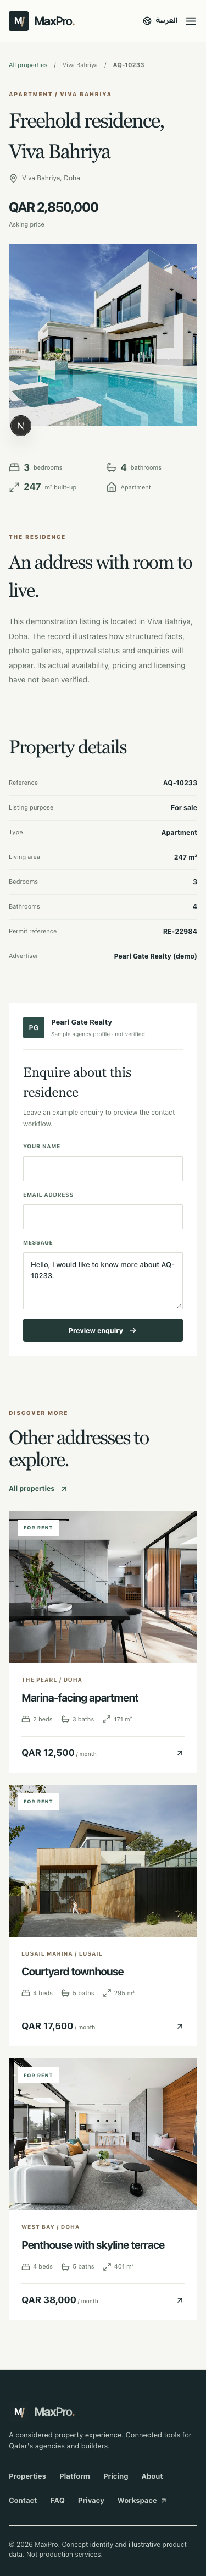 M MaxPro.
العربية
All properties / Viva Bahriya / AQ-10233
APARTMENT / VIVA BAHRIYA
Freehold residence,
Viva Bahriya
Viva Bahriya, Doha
QAR 2,850,000
Asking price
N
3 bedrooms
4 bathrooms
247 m² built-up
Apartment
THE RESIDENCE
An address with room to
live.
This demonstration listing is located in Viva Bahriya,
Doha. The record illustrates how structured facts,
photo galleries, approval status and enquiries will
appear. Its actual availability, pricing and licensing
have not been verified.
Property details
Reference AQ-10233
Listing purpose For sale
Type Apartment
Living area 247 m²
Bedrooms 3
Bathrooms 4
Permit reference RE-22984
Advertiser Pearl Gate Realty (demo)
PG
Pearl Gate Realty
Sample agency profile · not verified
Enquire about this
residence
Leave an example enquiry to preview the contact
workflow.
YOUR NAME
EMAIL ADDRESS
MESSAGE
Hello, I would like to know more about AQ-
10233.
Preview enquiry
DISCOVER MORE
Other addresses to
explore.
All properties
FOR RENT
THE PEARL / DOHA
Marina-facing apartment
2 beds 3 baths 171 m²
QAR 12,500 / month
FOR RENT
LUSAIL MARINA / LUSAIL
Courtyard townhouse
4 beds 5 baths 295 m²
QAR 17,500 / month
FOR RENT
WEST BAY / DOHA
Penthouse with skyline terrace
4 beds 5 baths 401 m²
QAR 38,000 / month
M MaxPro.
A considered property experience. Connected tools for
Qatar's agencies and builders.
Properties Platform Pricing About
Contact FAQ Privacy Workspace
© 2026 MaxPro. Concept identity and illustrative product
data. Not production services.